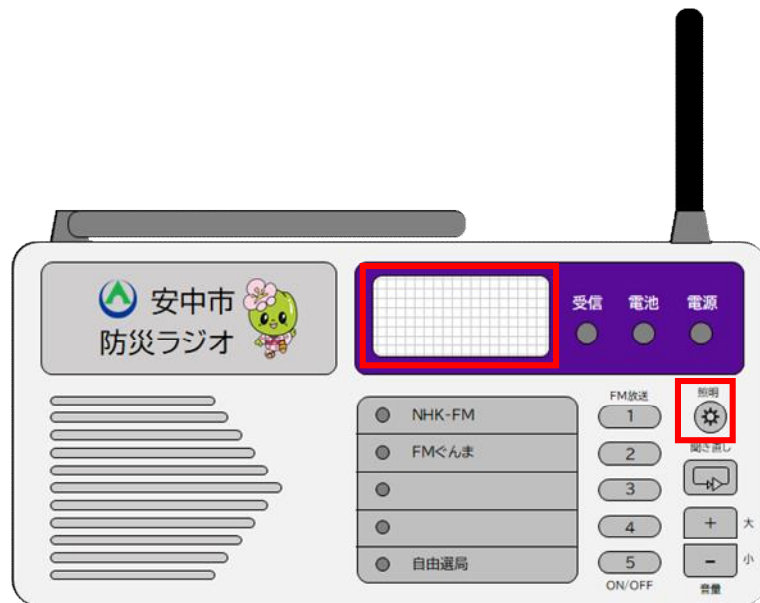 安中市
防災ラジオ
受信 電池 電源
NHK-FM
FMぐんま
自由選局
FM放送
1
2
3
4
5
ON/OFF
照明
聞き直し
+ 大
− 小
音量